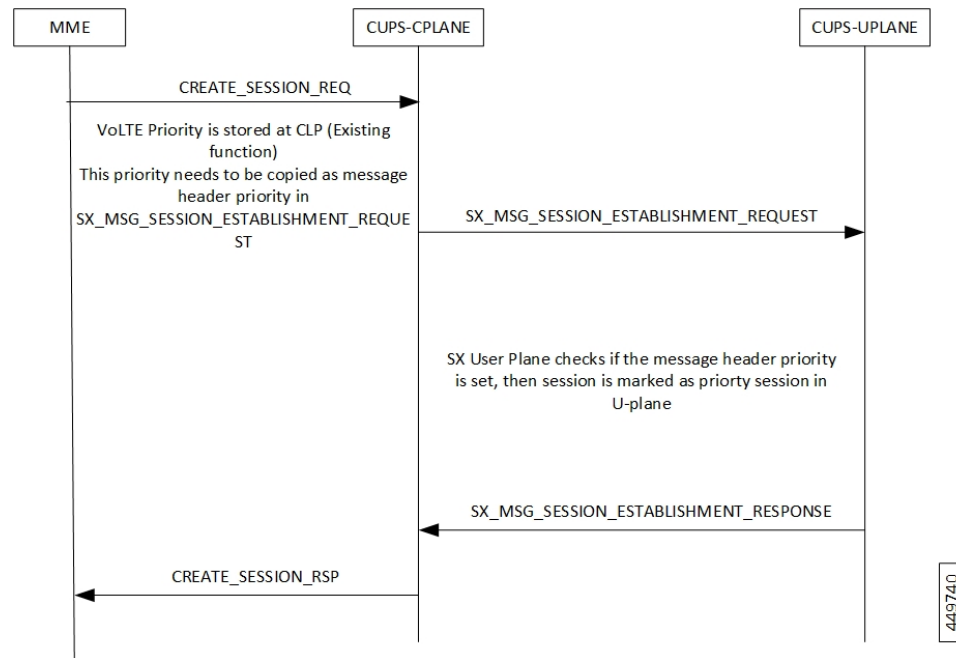 MME
CUPS-CPLANE
CUPS-UPLANE
CREATE_SESSION_REQ
VoLTE Priority is stored at CLP (Existing
function)
This priority needs to be copied as message
header priority in
SX_MSG_SESSION_ESTABLISHMENT_REQUE
ST
SX_MSG_SESSION_ESTABLISHMENT_REQUEST
SX User Plane checks if the message header priority
is set, then session is marked as priorty session in
U-plane
SX_MSG_SESSION_ESTABLISHMENT_RESPONSE
CREATE_SESSION_RSP
449740